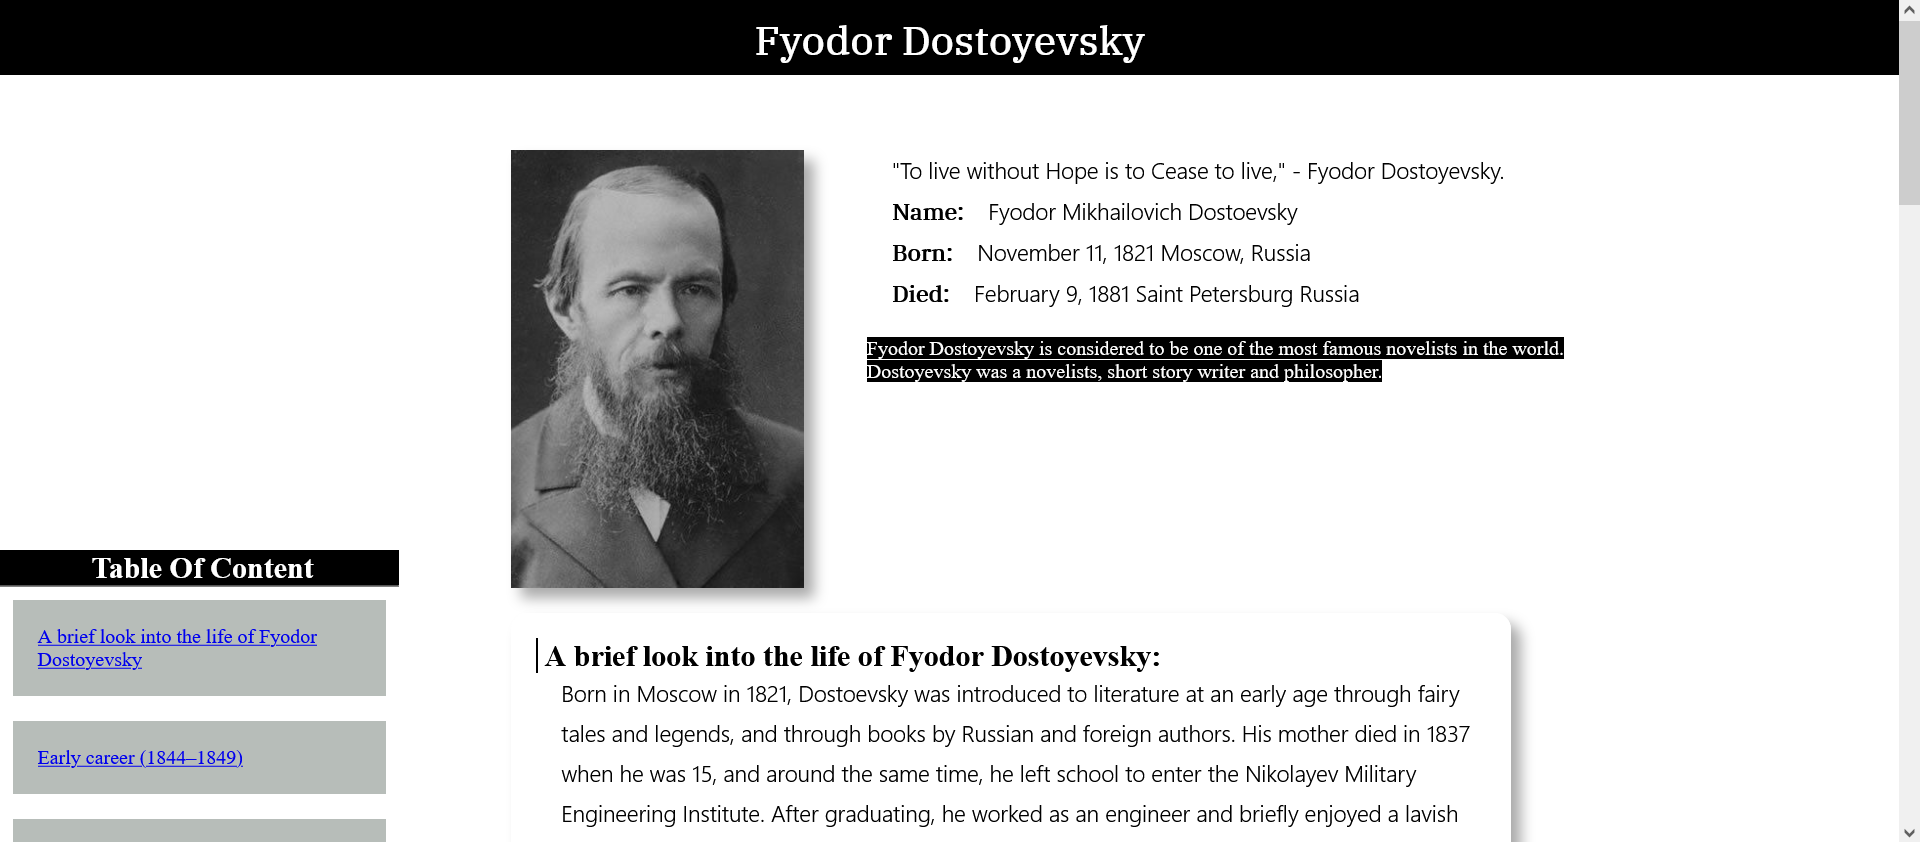 Fyodor Dostoyevsky
"To live without Hope is to Cease to live," - Fyodor Dostoyevsky.
Name: Fyodor Mikhailovich Dostoevsky
Born: November 11, 1821 Moscow, Russia
Died: February 9, 1881 Saint Petersburg Russia
Fyodor Dostoyevsky is considered to be one of the most famous novelists in the world.
Dostoyevsky was a novelists, short story writer and philosopher.
Table Of Content
A brief look into the life of Fyodor
Dostoyevsky
Early career (1844–1849)
A brief look into the life of Fyodor Dostoyevsky:
Born in Moscow in 1821, Dostoevsky was introduced to literature at an early age through fairy
tales and legends, and through books by Russian and foreign authors. His mother died in 1837
when he was 15, and around the same time, he left school to enter the Nikolayev Military
Engineering Institute. After graduating, he worked as an engineer and briefly enjoyed a lavish